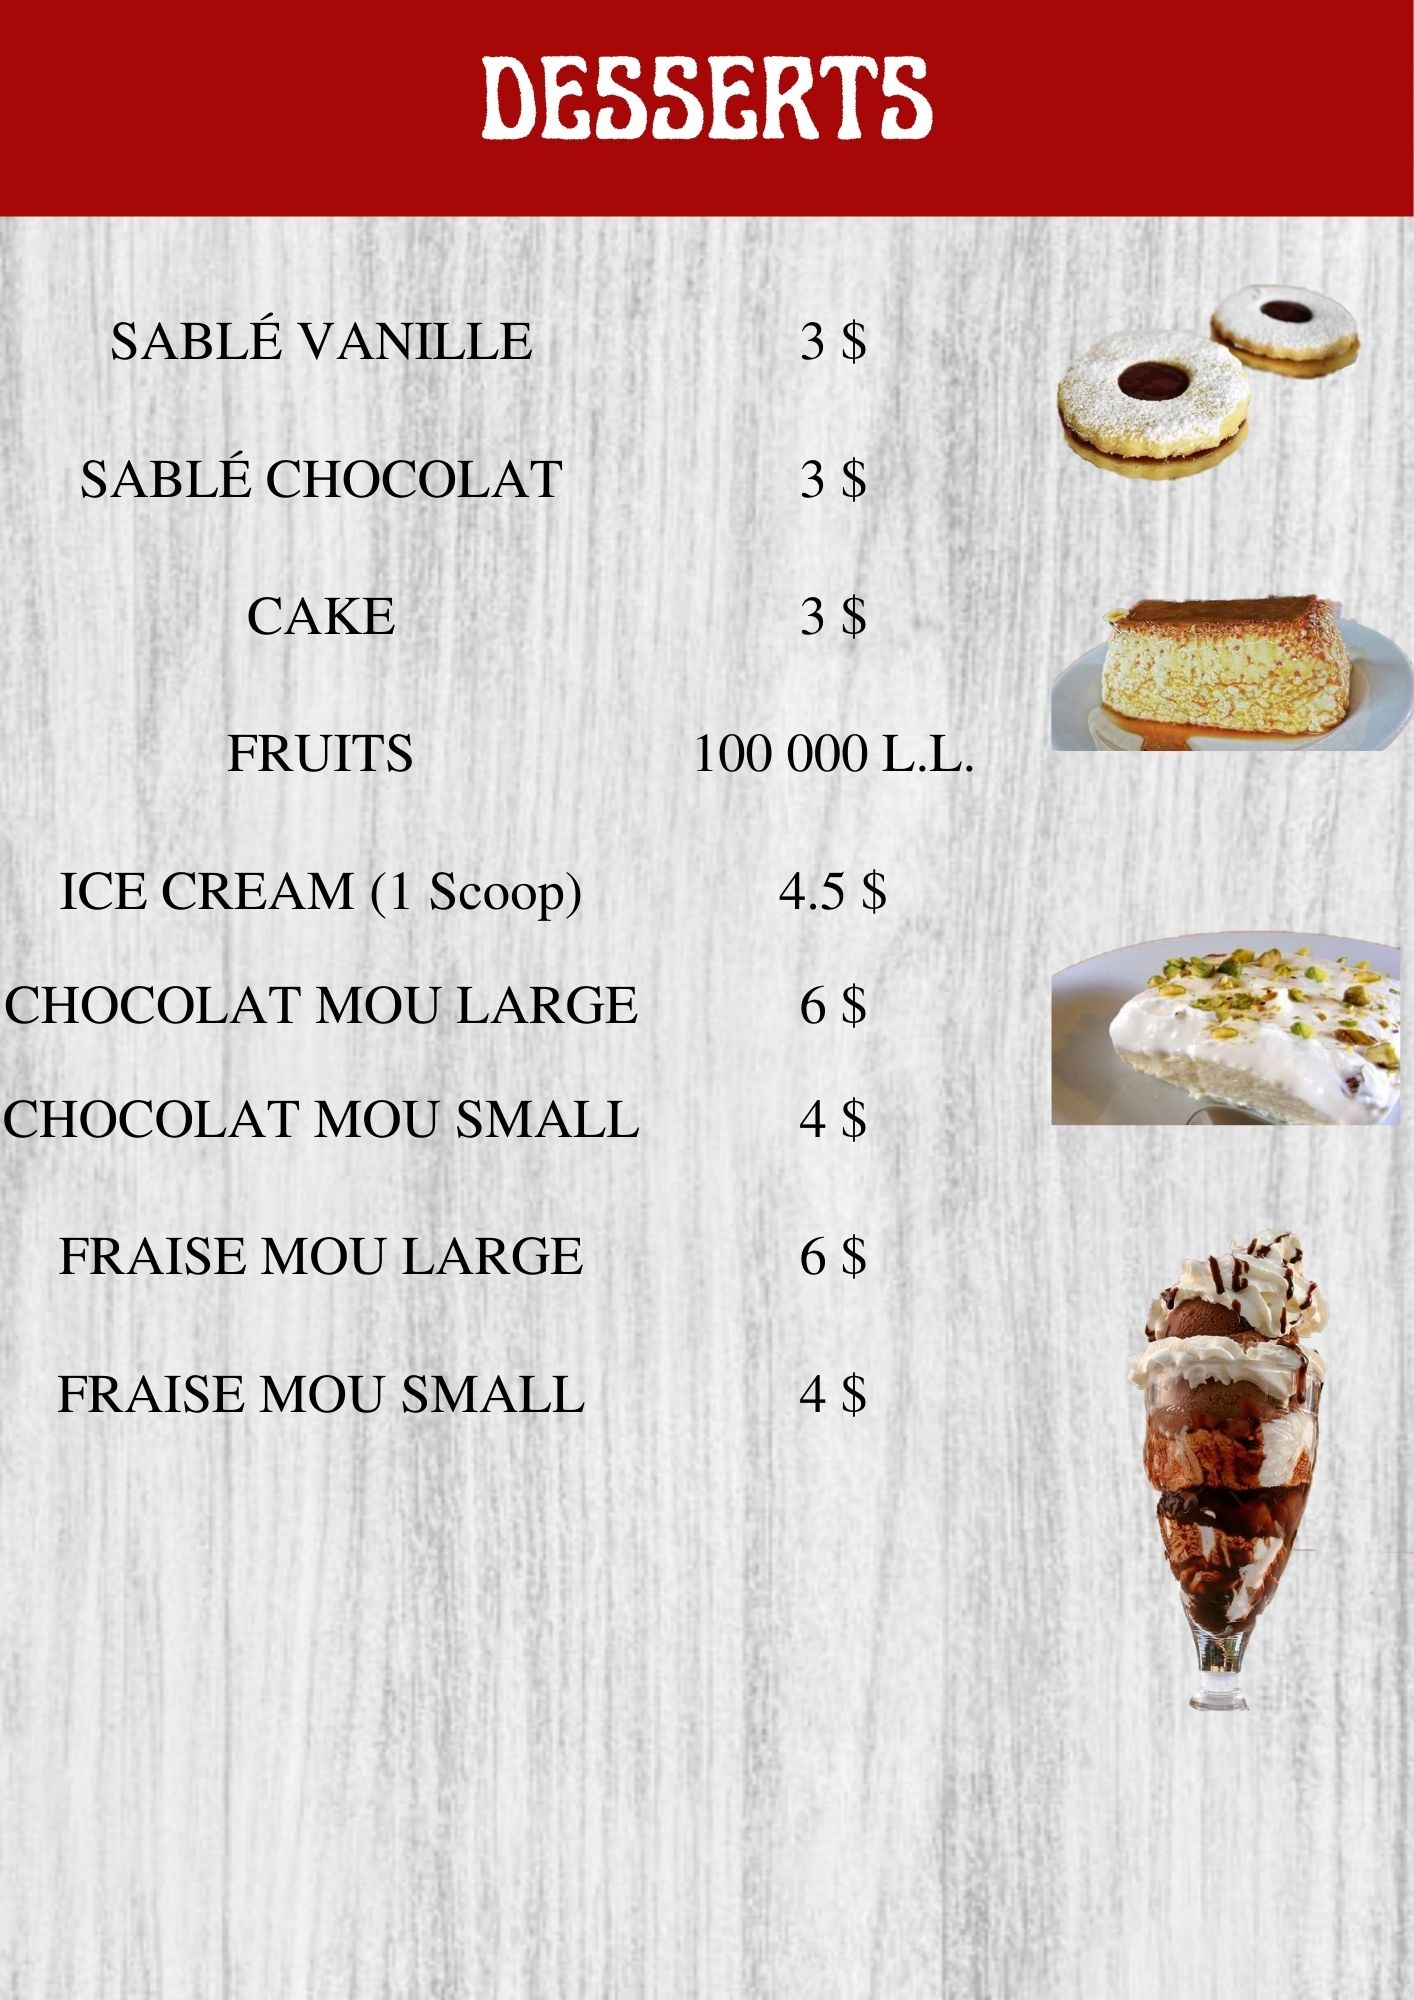 DESSERTS
SABLÉ VANILLE 3 $
SABLÉ CHOCOLAT 3 $
CAKE 3 $
FRUITS 100 000 L.L.
ICE CREAM (1 Scoop) 4.5 $
CHOCOLAT MOU LARGE 6 $
CHOCOLAT MOU SMALL 4 $
FRAISE MOU LARGE 6 $
FRAISE MOU SMALL 4 $